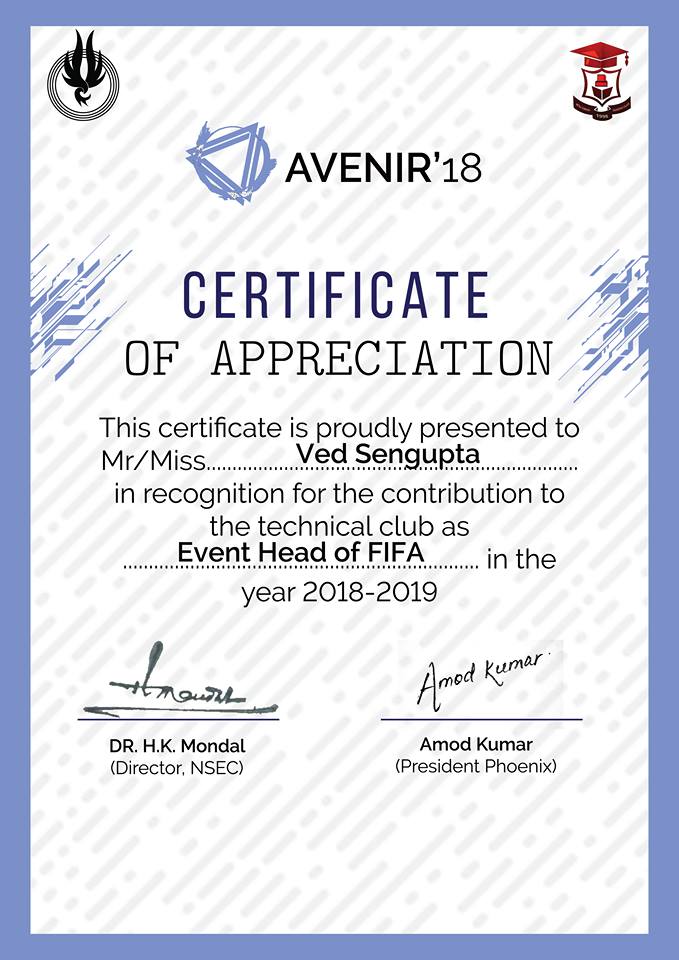 AVENIR'18
CERTIFICATE
OF APPRECIATION
This certificate is proudly presented to
Mr/Miss........Ved Sengupta........
in recognition for the contribution to
the technical club as
........Event Head of FIFA........ in the
year 2018-2019
H Mondal
Amod Kumar.
DR. H.K. Mondal
(Director, NSEC)
Amod Kumar
(President Phoenix)
1998